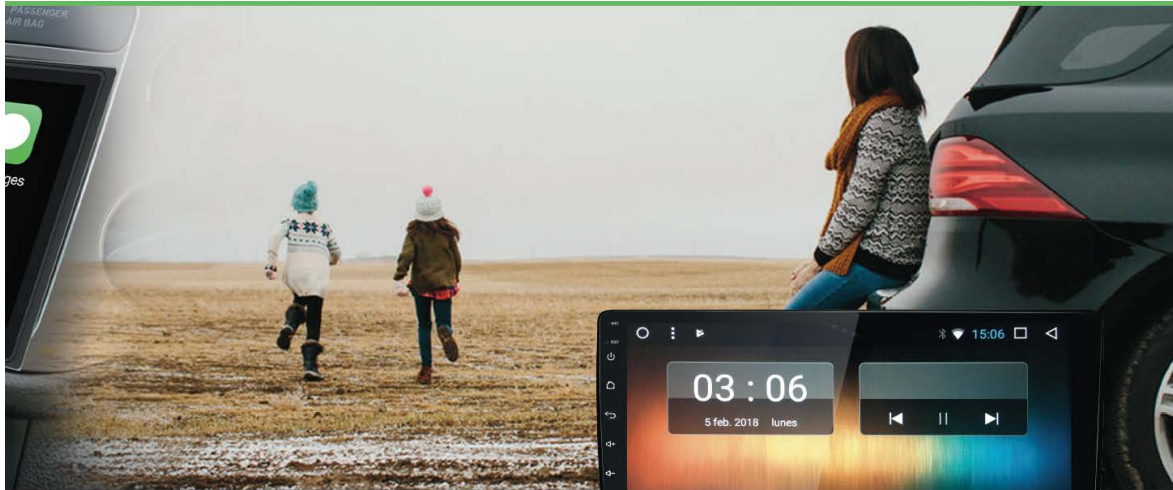 PASSENGER
AIR BAG
ges
15:06
03 : 06
5 feb. 2018 lunes